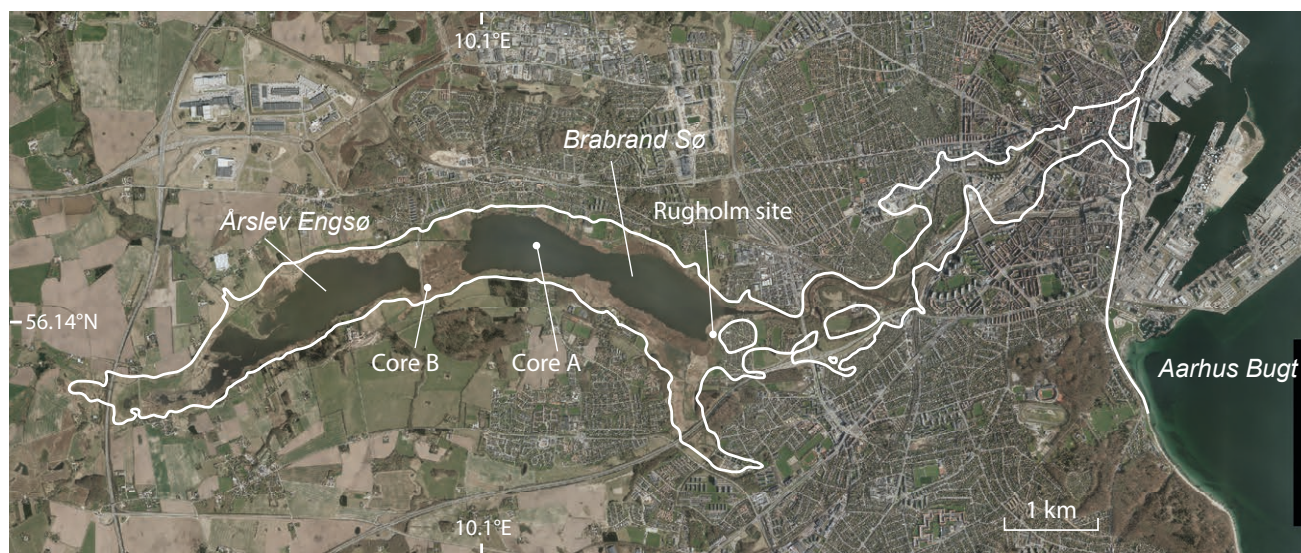 10.1°E
Brabrand Sø
Rugholm site
Årslev Engsø
56.14°N
Core B
Core A
Aarhus Bugt
10.1°E
1 km